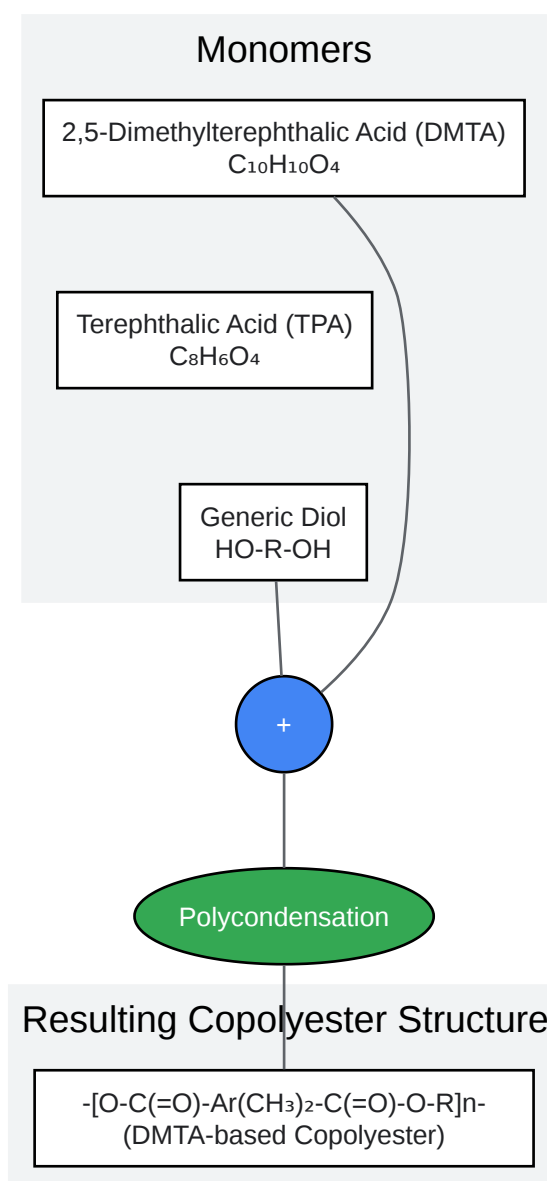 Monomers
2,5-Dimethylterephthalic Acid (DMTA)
C₁₀H₁₀O₄
Terephthalic Acid (TPA)
C₈H₆O₄
Generic Diol
HO-R-OH
+
Polycondensation
Resulting Copolyester Structure
-[O-C(=O)-Ar(CH₃)₂-C(=O)-O-R]n-
(DMTA-based Copolyester)